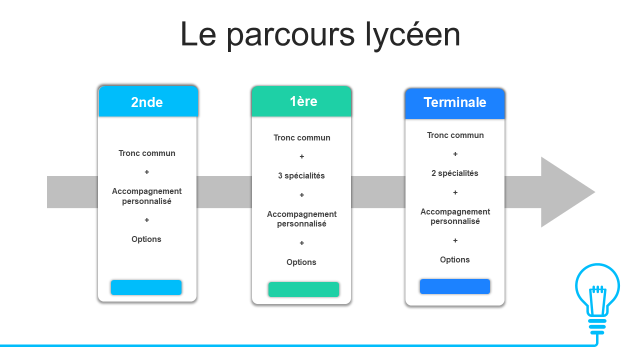 Le parcours lycéen
2nde
Tronc commun
+
Accompagnement
personnalisé
+
Options
1ère
Tronc commun
+
3 spécialités
+
Accompagnement
personnalisé
+
Options
Terminale
Tronc commun
+
2 spécialités
+
Accompagnement
personnalisé
+
Options